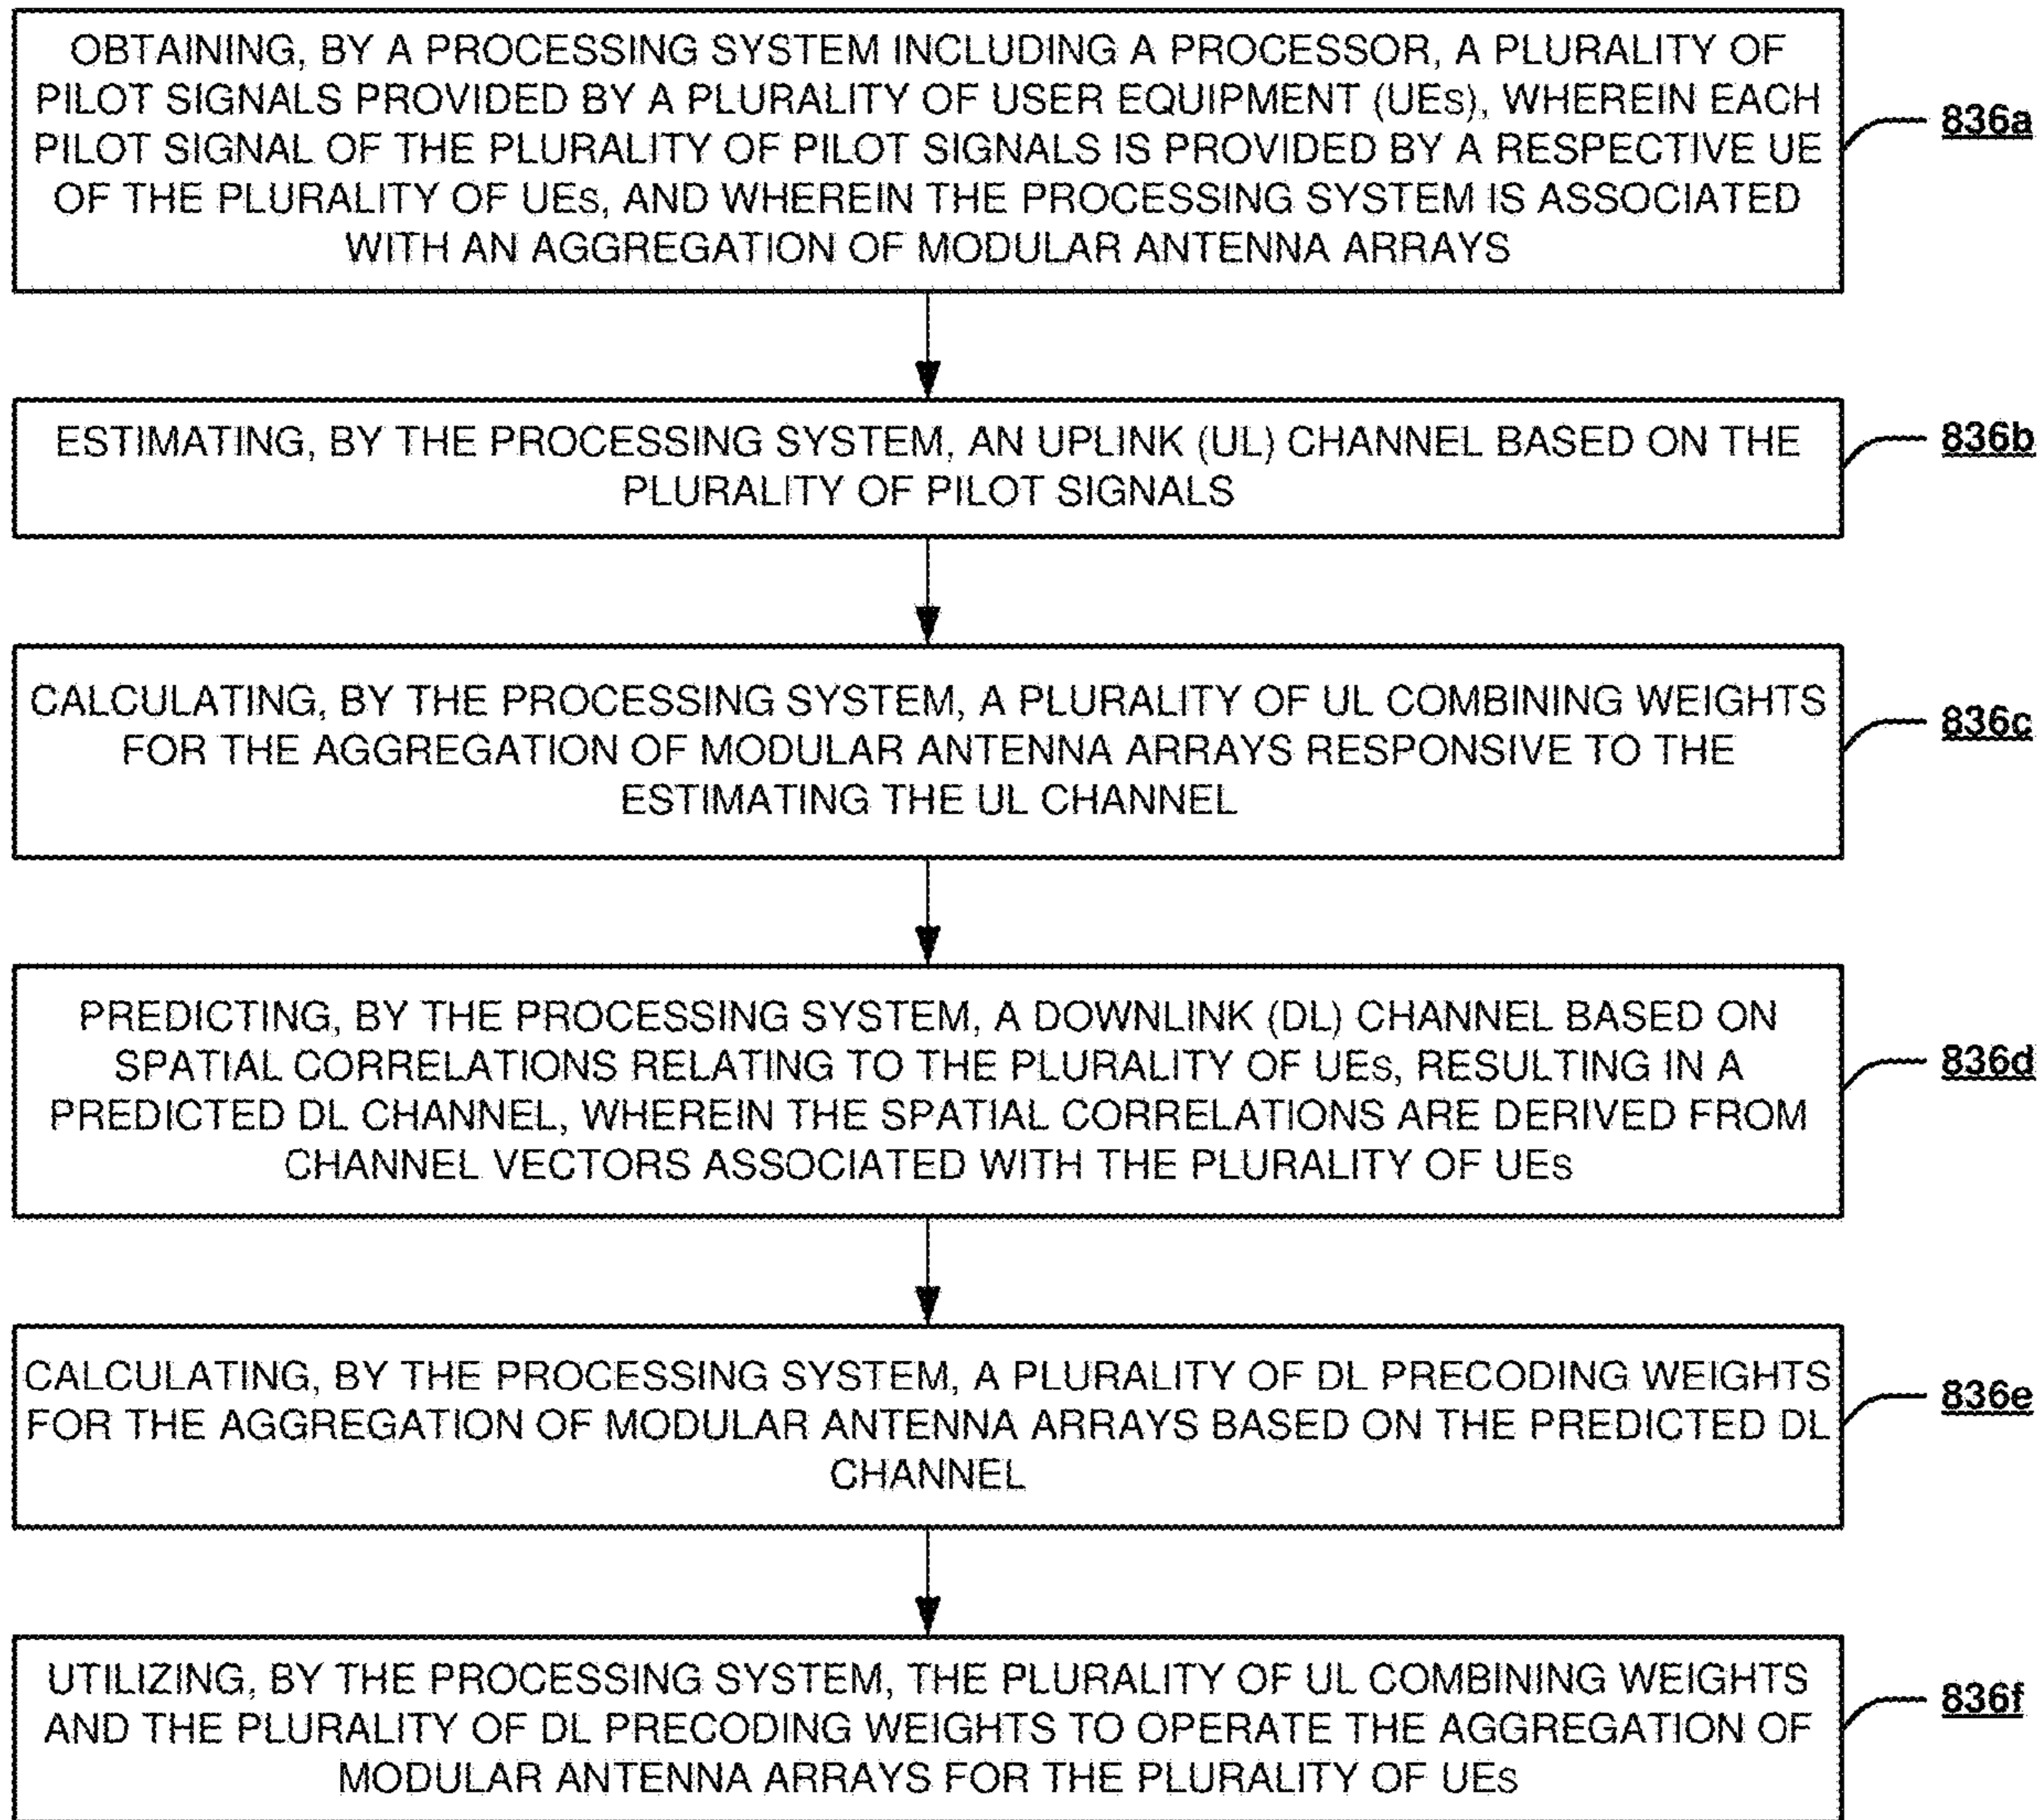 OBTAINING, BY A PROCESSING SYSTEM INCLUDING A PROCESSOR, A PLURALITY OF
PILOT SIGNALS PROVIDED BY A PLURALITY OF USER EQUIPMENT (UEs), WHEREIN EACH
PILOT SIGNAL OF THE PLURALITY OF PILOT SIGNALS IS PROVIDED BY A RESPECTIVE UE
OF THE PLURALITY OF UEs, AND WHEREIN THE PROCESSING SYSTEM IS ASSOCIATED
WITH AN AGGREGATION OF MODULAR ANTENNA ARRAYS
836a
ESTIMATING, BY THE PROCESSING SYSTEM, AN UPLINK (UL) CHANNEL BASED ON THE
PLURALITY OF PILOT SIGNALS
836b
CALCULATING, BY THE PROCESSING SYSTEM, A PLURALITY OF UL COMBINING WEIGHTS
FOR THE AGGREGATION OF MODULAR ANTENNA ARRAYS RESPONSIVE TO THE
ESTIMATING THE UL CHANNEL
836c
PREDICTING, BY THE PROCESSING SYSTEM, A DOWNLINK (DL) CHANNEL BASED ON
SPATIAL CORRELATIONS RELATING TO THE PLURALITY OF UEs, RESULTING IN A
PREDICTED DL CHANNEL, WHEREIN THE SPATIAL CORRELATIONS ARE DERIVED FROM
CHANNEL VECTORS ASSOCIATED WITH THE PLURALITY OF UEs
836d
CALCULATING, BY THE PROCESSING SYSTEM, A PLURALITY OF DL PRECODING WEIGHTS
FOR THE AGGREGATION OF MODULAR ANTENNA ARRAYS BASED ON THE PREDICTED DL
CHANNEL
836e
UTILIZING, BY THE PROCESSING SYSTEM, THE PLURALITY OF UL COMBINING WEIGHTS
AND THE PLURALITY OF DL PRECODING WEIGHTS TO OPERATE THE AGGREGATION OF
MODULAR ANTENNA ARRAYS FOR THE PLURALITY OF UEs
836f